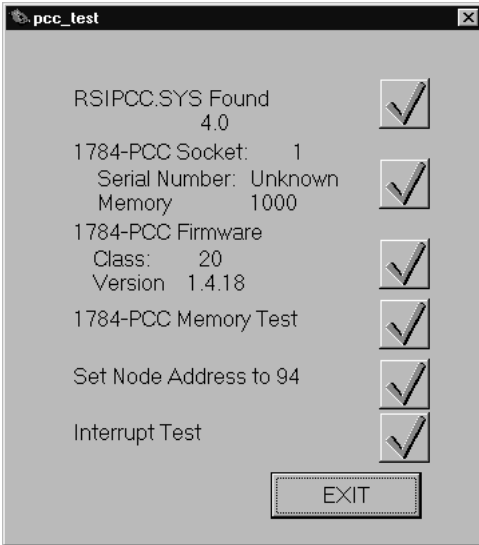 pcc_test
RSIPCC.SYS Found
4.0
1784-PCC Socket: 1
Serial Number: Unknown
Memory 1000
1784-PCC Firmware
Class: 20
Version 1.4.18
1784-PCC Memory Test
Set Node Address to 94
Interrupt Test
EXIT